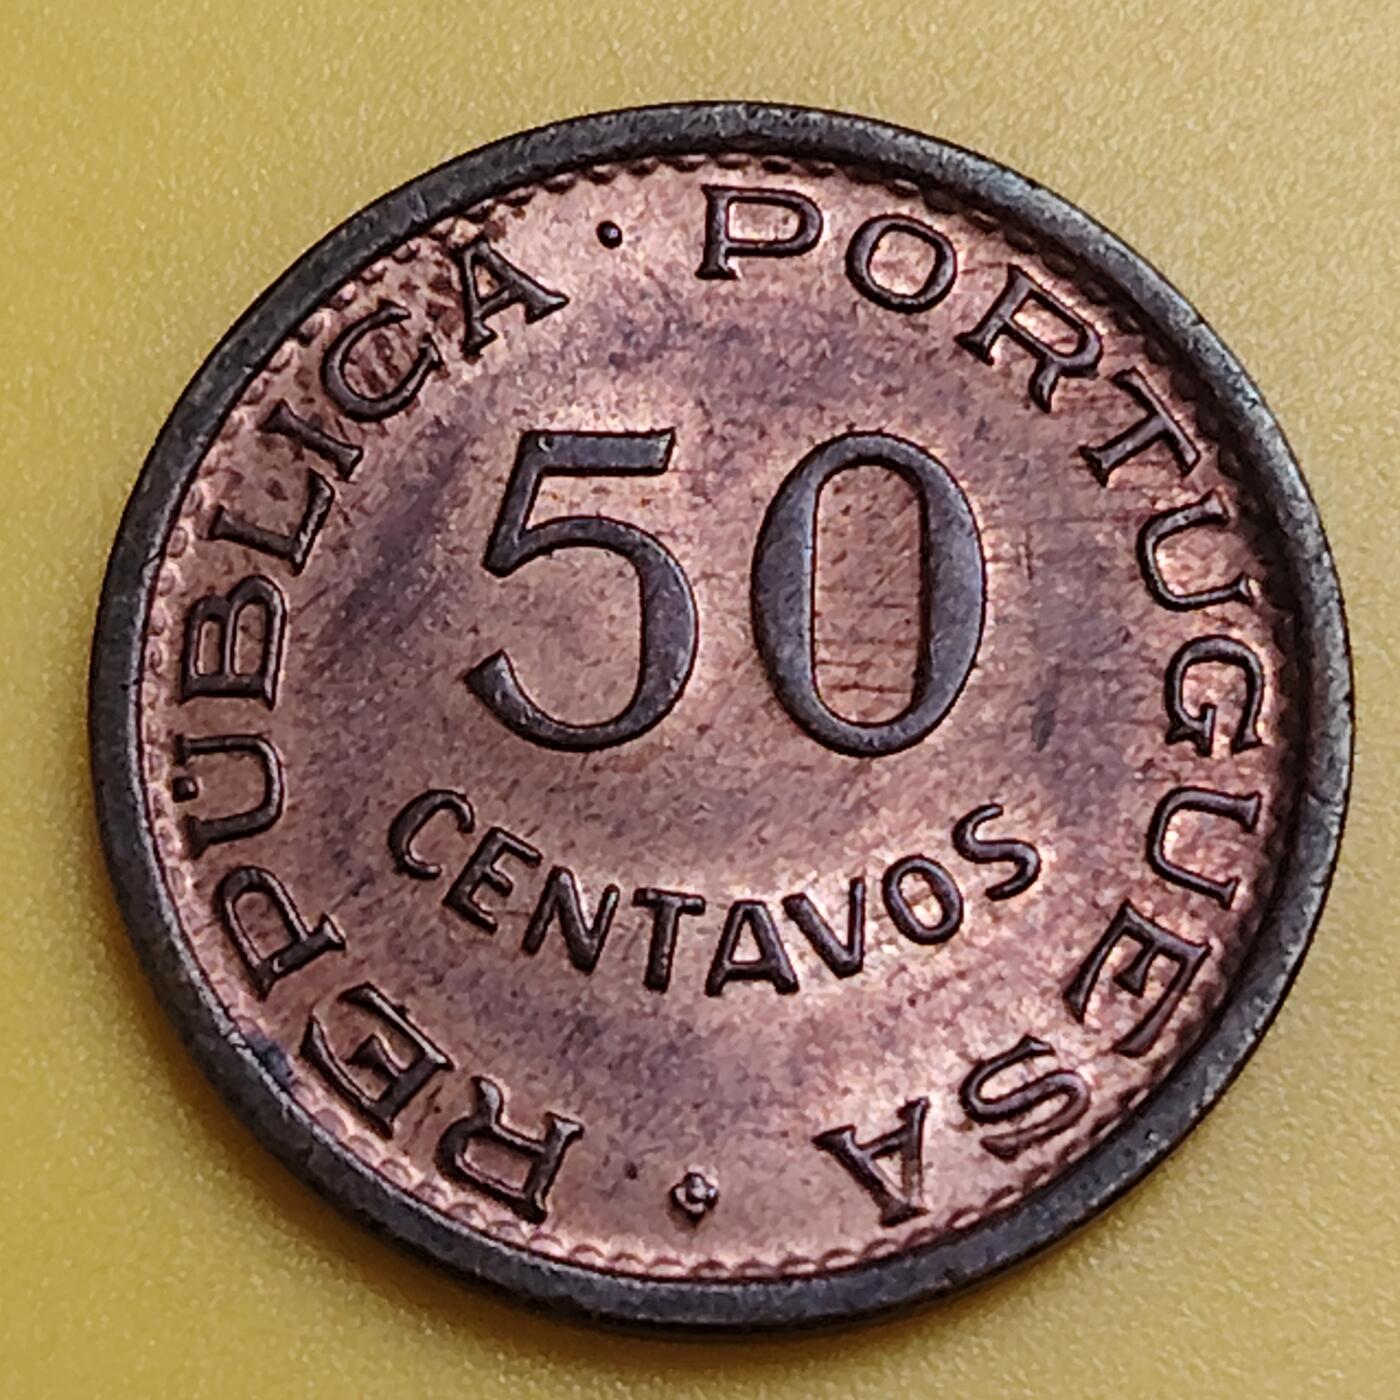 REPÚBLICA · PORTUGUESA ·
50
CENTAVOS